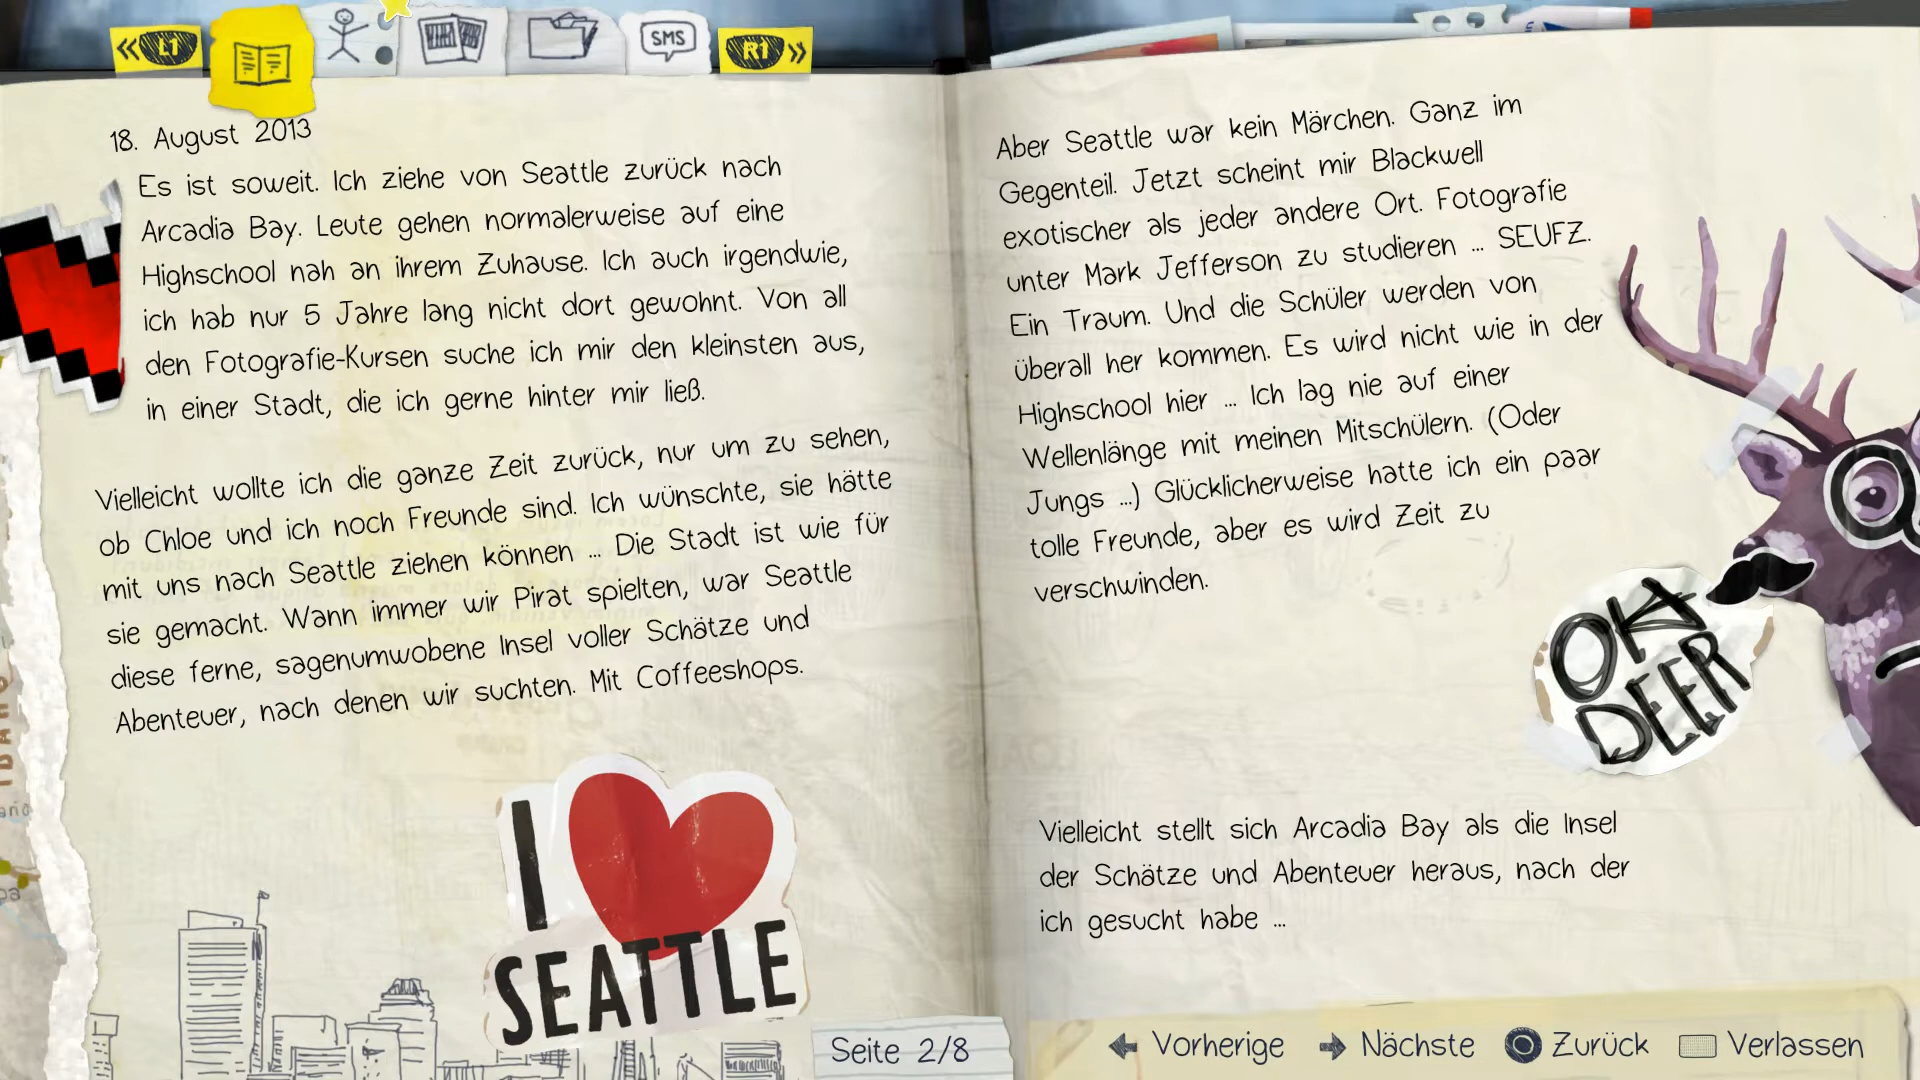 L1
SMS
R1
18. August 2013
Es ist soweit. Ich ziehe von Seattle zurück nach
Arcadia Bay. Leute gehen normalerweise auf eine
Highschool nah an ihrem Zuhause. Ich auch irgendwie,
ich hab nur 5 Jahre lang nicht dort gewohnt. Von all
den Fotografie-Kursen suche ich mir den kleinsten aus,
in einer Stadt, die ich gerne hinter mir ließ.
Vielleicht wollte ich die ganze Zeit zurück, nur um zu sehen,
ob Chloe und ich noch Freunde sind. Ich wünschte, sie hätte
mit uns nach Seattle ziehen können ... Die Stadt ist wie für
sie gemacht. Wann immer wir Pirat spielten, war Seattle
diese ferne, sagenumwobene Insel voller Schätze und
Abenteuer, nach denen wir suchten. Mit Coffeeshops.
I
SEATTLE
Seite 2/8
Aber Seattle war kein Märchen. Ganz im
Gegenteil. Jetzt scheint mir Blackwell
exotischer als jeder andere Ort. Fotografie
unter Mark Jefferson zu studieren ... SEUFZ.
Ein Traum. Und die Schüler werden von
überall her kommen. Es wird nicht wie in der
Highschool hier ... Ich lag nie auf einer
Wellenlänge mit meinen Mitschülern. (Oder
Jungs ...) Glücklicherweise hatte ich ein paar
tolle Freunde, aber es wird Zeit zu
verschwinden.
OH
DEER
Vielleicht stellt sich Arcadia Bay als die Insel
der Schätze und Abenteuer heraus, nach der
ich gesucht habe ...
Vorherige Nächste Zurück Verlassen